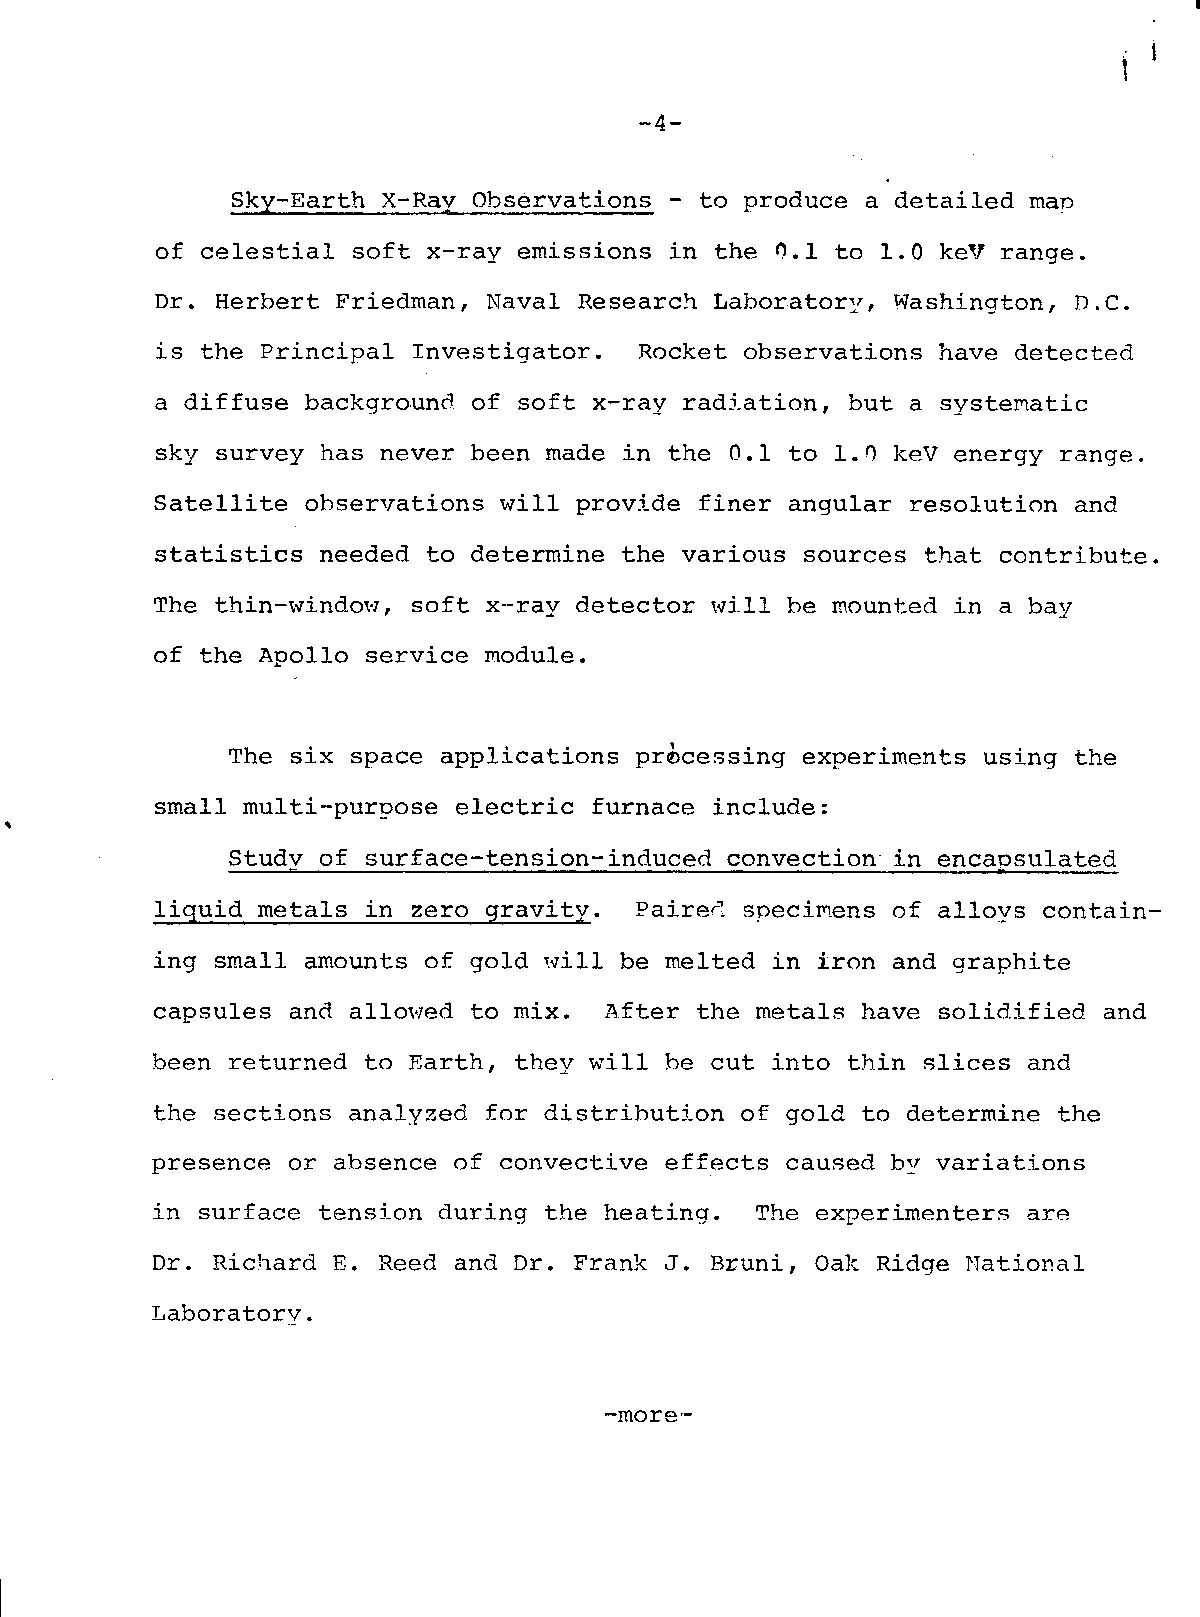 -4-
Sky-Earth X-Ray Observations - to produce a detailed map
of celestial soft x-ray emissions in the 0.1 to 1.0 keV range.
Dr. Herbert Friedman, Naval Research Laboratory, Washington, D.C.
is the Principal Investigator. Rocket observations have detected
a diffuse background of soft x-ray radiation, but a systematic
sky survey has never been made in the 0.1 to 1.0 keV energy range.
Satellite observations will provide finer angular resolution and
statistics needed to determine the various sources that contribute.
The thin-window, soft x-ray detector will be mounted in a bay
of the Apollo service module.
The six space applications processing experiments using the
small multi-purpose electric furnace include:
Study of surface-tension-induced convection in encapsulated
liquid metals in zero gravity. Paired specimens of alloys contain-
ing small amounts of gold will be melted in iron and graphite
capsules and allowed to mix. After the metals have solidified and
been returned to Earth, they will be cut into thin slices and
the sections analyzed for distribution of gold to determine the
presence or absence of convective effects caused by variations
in surface tension during the heating. The experimenters are
Dr. Richard E. Reed and Dr. Frank J. Bruni, Oak Ridge National
Laboratory.
-more-